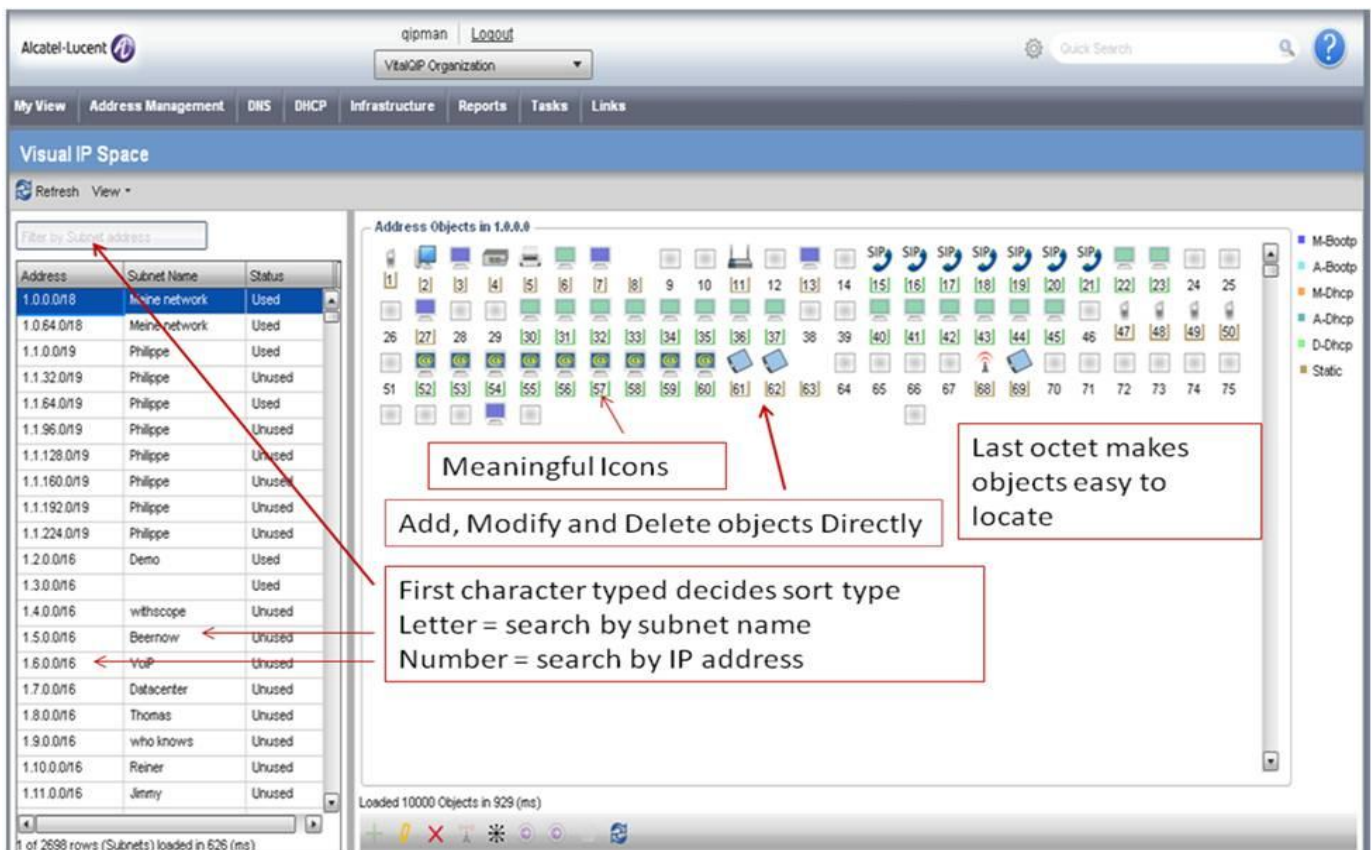 Alcatel-Lucent
qipman Logout
VitalQIP Organization
Quick Search
?
My View Address Management DNS DHCP Infrastructure Reports Tasks Links
Visual IP Space
Refresh View
Filter by Subnet address
Address Subnet Name Status
1.0.0.0/18 Meine network Used
1.0.64.0/18 Meine network Used
1.1.0.0/19 Philippe Used
1.1.32.0/19 Philippe Unused
1.1.64.0/19 Philippe Used
1.1.96.0/19 Philippe Unused
1.1.128.0/19 Philippe Unused
1.1.160.0/19 Philippe Unused
1.1.192.0/19 Philippe Unused
1.1.224.0/19 Philippe Unused
1.2.0.0/16 Demo Used
1.3.0.0/16 Used
1.4.0.0/16 withscope Unused
1.5.0.0/16 Beernow Unused
1.6.0.0/16 VoiP Unused
1.7.0.0/16 Datacenter Unused
1.8.0.0/16 Thomas Unused
1.9.0.0/16 who knows Unused
1.10.0.0/16 Reiner Unused
1.11.0.0/16 Jimmy Unused
1 of 2698 rows (Subnets) loaded in 626 (ms)
Address Objects in 1.0.0.0
SIP SIP SIP SIP SIP SIP SIP
[1] [2] [3] [4] [5] [6] [7] [8] 9 10 [11] 12 [13] 14 [15] [16] [17] [18] [19] [20] [21] [22] [23] 24 25
26 [27] 28 29 [30] [31] [32] [33] [34] [35] [36] [37] 38 39 [40] [41] [42] [43] [44] [45] 46 [47] [48] [49] [50]
@ @ @ @ @ @ @ @ @
51 [52] [53] [54] [55] [56] [57] [58] [59] [60] [61] [62] [63] 64 65 66 67 [68] [69] 70 71 72 73 74 75
Meaningful Icons
Add, Modify and Delete objects Directly
Last octet makes
objects easy to
locate
First character typed decides sort type
Letter = search by subnet name
Number = search by IP address
Loaded 10000 Objects in 929 (ms)
M-Bootp
A-Bootp
M-Dhcp
A-Dhcp
D-Dhcp
Static